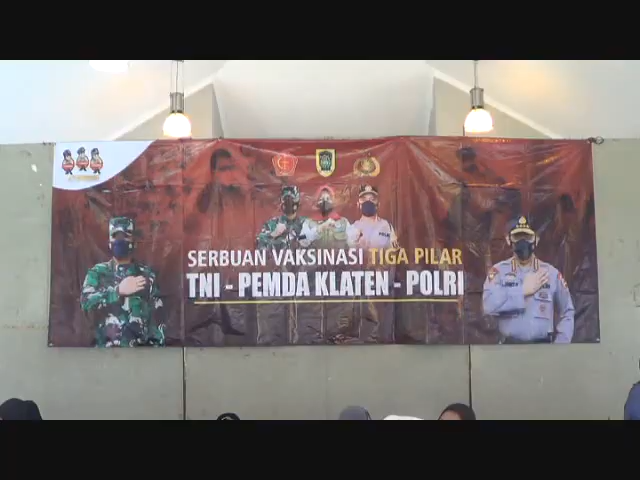 SERBUAN VAKSINASI TIGA PILAR
TNI - PEMDA KLATEN - POLRI